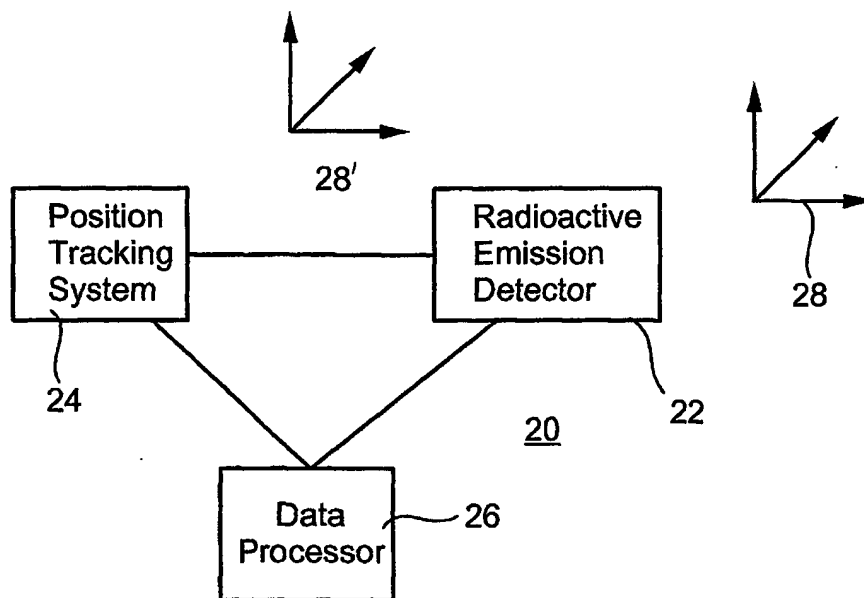 28'
28
Position
Tracking
System
24
Radioactive
Emission
Detector
22
20
Data
Processor
26